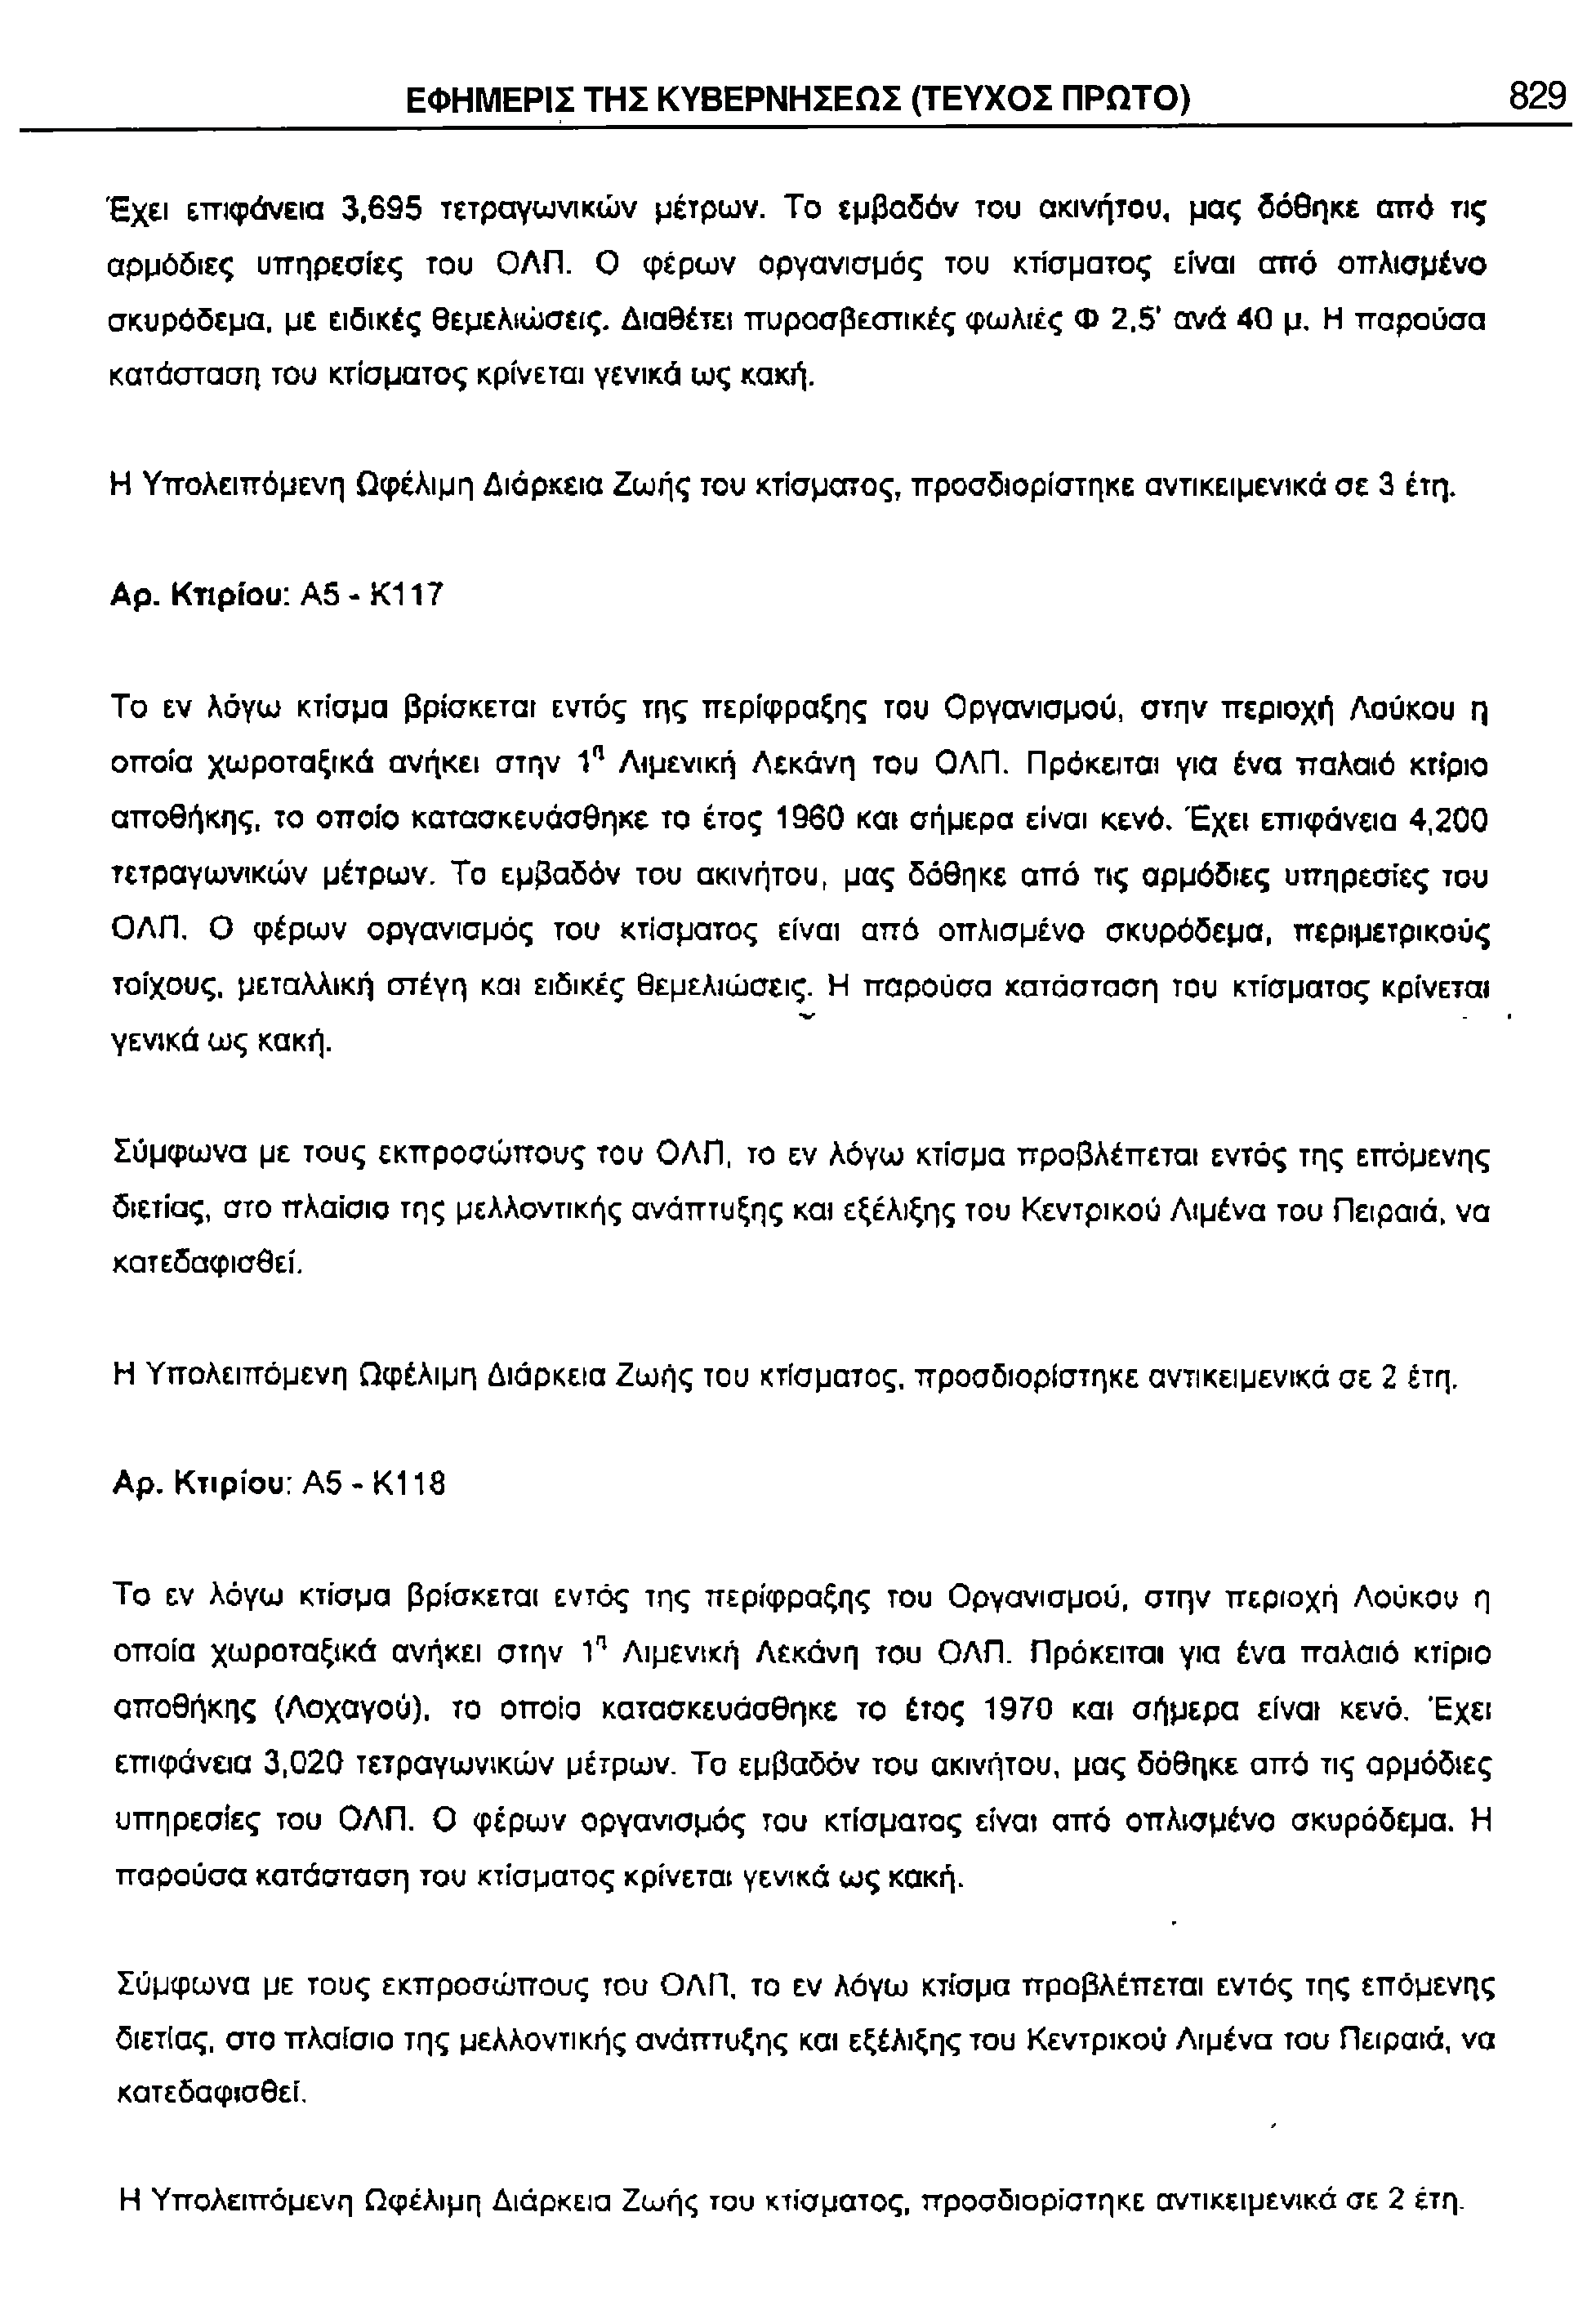 ΕΦΗΜΕΡΙΣ ΤΗΣ ΚΥΒΕΡΝΗΣΕΩΣ (ΤΕΥΧΟΣ ΠΡΩΤΟ) 829
Έχει επιφάνεια 3,695 τετραγωνικών μέτρων. Το εμβαδόν του ακινήτου, μας δόθηκε από τις
αρμόδιες υπηρεσίες του ΟΛΠ. Ο φέρων οργανισμός του κτίσματος είναι από οπλισμένο
σκυρόδεμα, με ειδικές θεμελιώσεις. Διαθέτει πυροσβεστικές φωλιές Φ 2,5' ανά 40 μ. Η παρούσα
κατάσταση του κτίσματος κρίνεται γενικά ως κακή.
Η Υπολειπόμενη Ωφέλιμη Διάρκεια Ζωής του κτίσματος, προσδιορίστηκε αντικειμενικά σε 3 έτη.
Αρ. Κτιρίου: Α5 - Κ117
Το εν λόγω κτίσμα βρίσκεται εντός της περίφραξης του Οργανισμού, στην περιοχή Λούκου η
οποία χωροταξικά ανήκει στην 1η Λιμενική Λεκάνη του ΟΛΠ. Πρόκειται για ένα παλαιό κτίριο
αποθήκης, το οποίο κατασκευάσθηκε το έτος 1960 και σήμερα είναι κενό. Έχει επιφάνεια 4,200
τετραγωνικών μέτρων. Το εμβαδόν του ακινήτου, μας δόθηκε από τις αρμόδιες υπηρεσίες του
ΟΛΠ. Ο φέρων οργανισμός του κτίσματος είναι από οπλισμένο σκυρόδεμα, περιμετρικούς
τοίχους, μεταλλική στέγη και ειδικές θεμελιώσεις. Η παρούσα κατάσταση του κτίσματος κρίνεται
γενικά ως κακή.
Σύμφωνα με τους εκπροσώπους του ΟΛΠ, το εν λόγω κτίσμα προβλέπεται εντός της επόμενης
διετίας, στο πλαίσιο της μελλοντικής ανάπτυξης και εξέλιξης του Κεντρικού Λιμένα του Πειραιά, να
κατεδαφισθεί.
Η Υπολειπόμενη Ωφέλιμη Διάρκεια Ζωής του κτίσματος, προσδιορίστηκε αντικειμενικά σε 2 έτη.
Αρ. Κτιρίου: Α5 - Κ118
Το εν λόγω κτίσμα βρίσκεται εντός της περίφραξης του Οργανισμού, στην περιοχή Λούκου η
οποία χωροταξικά ανήκει στην 1η Λιμενική Λεκάνη του ΟΛΠ. Πρόκειται για ένα παλαιό κτίριο
αποθήκης (Λοχαγού), το οποίο κατασκευάσθηκε το έτος 1970 και σήμερα είναι κενό. Έχει
επιφάνεια 3,020 τετραγωνικών μέτρων. Το εμβαδόν του ακινήτου, μας δόθηκε από τις αρμόδιες
υπηρεσίες του ΟΛΠ. Ο φέρων οργανισμός του κτίσματος είναι από οπλισμένο σκυρόδεμα. Η
παρούσα κατάσταση του κτίσματος κρίνεται γενικά ως κακή.
Σύμφωνα με τους εκπροσώπους του ΟΛΠ, το εν λόγω κτίσμα προβλέπεται εντός της επόμενης
διετίας, στο πλαίσιο της μελλοντικής ανάπτυξης και εξέλιξης του Κεντρικού Λιμένα του Πειραιά, να
κατεδαφισθεί.
Η Υπολειπόμενη Ωφέλιμη Διάρκεια Ζωής του κτίσματος, προσδιορίστηκε αντικειμενικά σε 2 έτη.